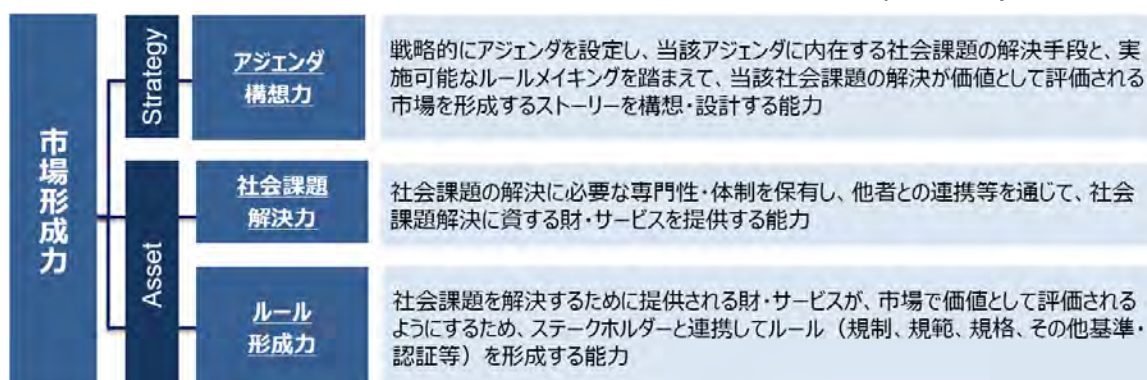 市場形成力
Strategy
アジェンダ
構想力
戦略的にアジェンダを設定し、当該アジェンダに内在する社会課題の解決手段と、実
施可能なルールメイキングを踏まえて、当該社会課題の解決が価値として評価される
市場を形成するストーリーを構想・設計する能力
Asset
社会課題
解決力
社会課題の解決に必要な専門性・体制を保有し、他者との連携等を通じて、社会
課題解決に資する財・サービスを提供する能力
ルール
形成力
社会課題を解決するために提供される財・サービスが、市場で価値として評価される
ようにするため、ステークホルダーと連携してルール（規制、規範、規格、その他基準・
認証等）を形成する能力